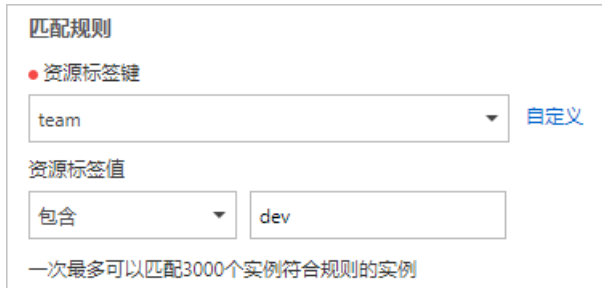 匹配规则
资源标签键
team 自定义
资源标签值
包含 dev
一次最多可以匹配3000个实例符合规则的实例